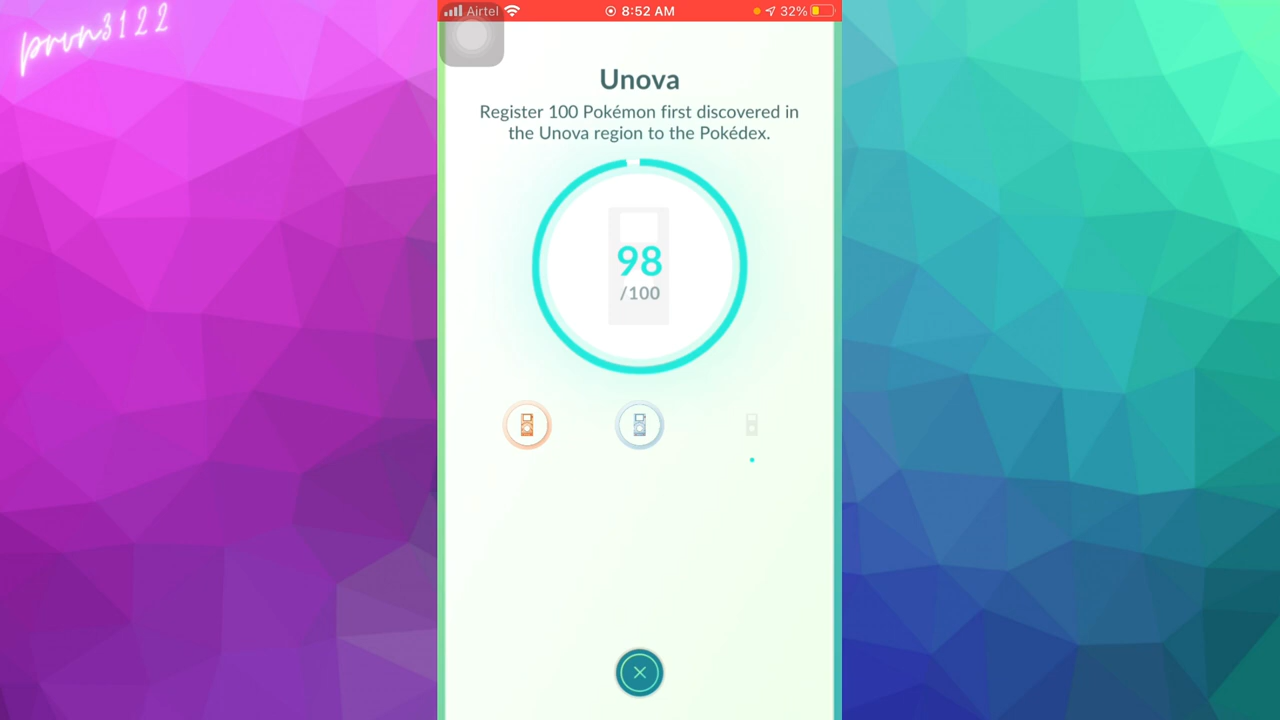 prvn3122
Airtel 8:52 AM 32%
Unova
Register 100 Pokémon first discovered in
the Unova region to the Pokédex.
98
/100